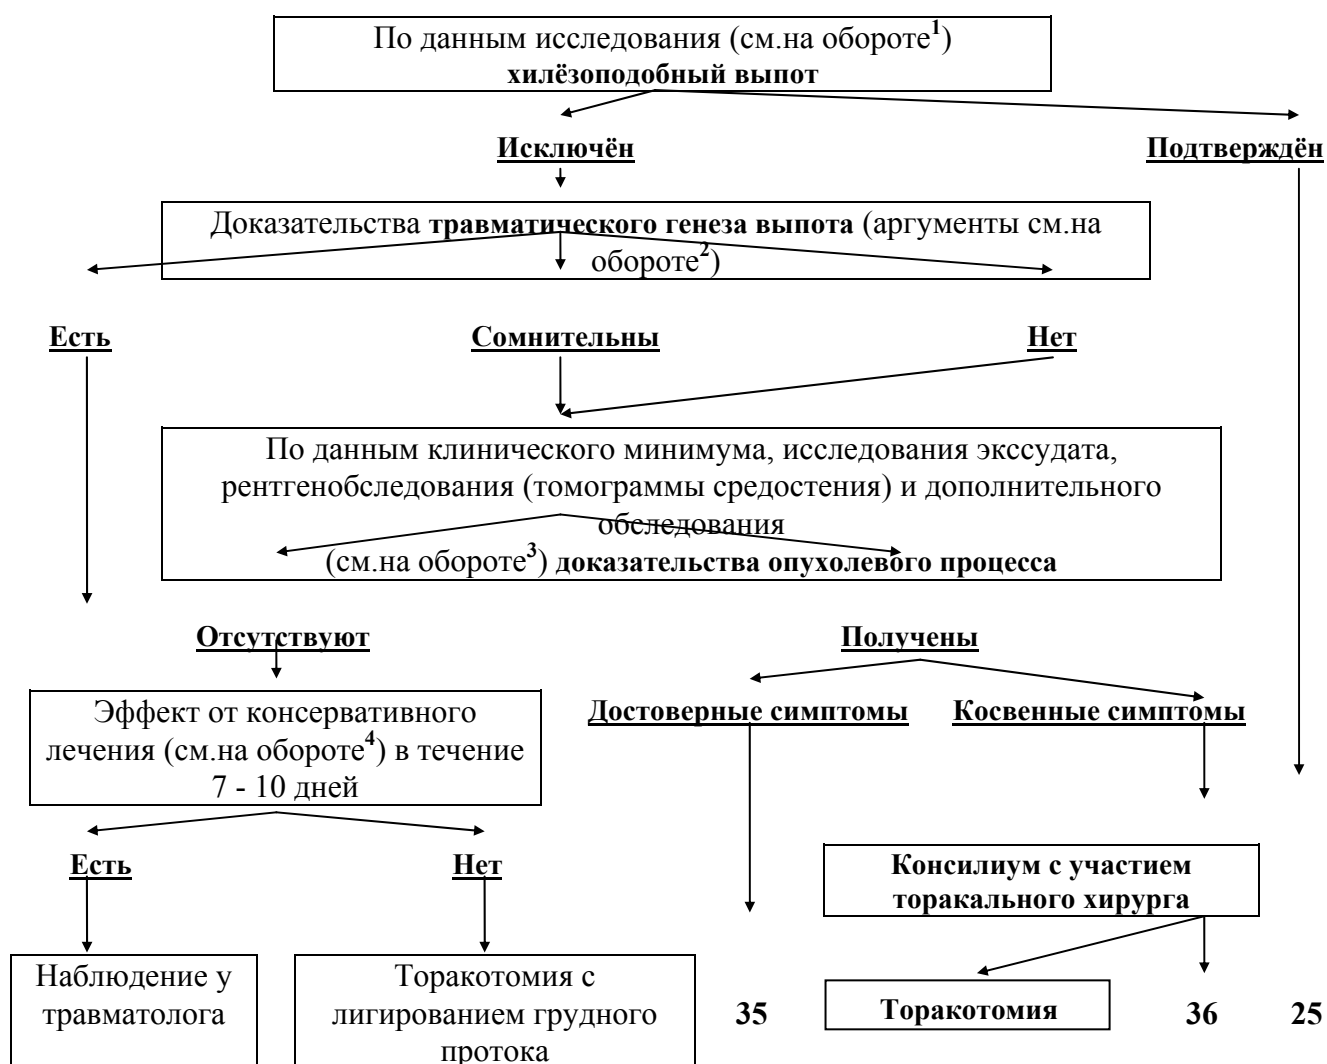 По данным исследования (см.на обороте1)
хилёзоподобный выпот
Исключён
Подтверждён
Доказательства травматического генеза выпота (аргументы см.на
обороте2)
Есть
Сомнительны
Нет
По данным клинического минимума, исследования экссудата,
рентгенобследования (томограммы средостения) и дополнительного
обследования
(см.на обороте3) доказательства опухолевого процесса
Отсутствуют
Получены
Эффект от консервативного
лечения (см.на обороте4) в течение
7 - 10 дней
Достоверные симптомы
Косвенные симптомы
Есть
Нет
Консилиум с участием
торакального хирурга
Наблюдение у
травматолога
Торакотомия с
лигированием грудного
протока
35
Торакотомия
36
25